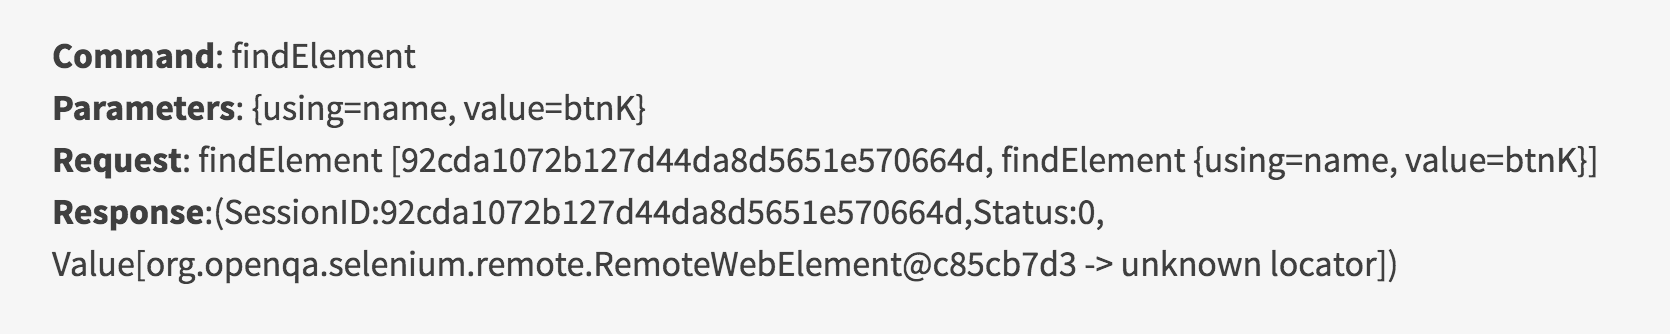 Command: findElement
Parameters: {using=name, value=btnK}
Request: findElement [92cda1072b127d44da8d5651e570664d, findElement {using=name, value=btnK}]
Response:(SessionID:92cda1072b127d44da8d5651e570664d,Status:0,
Value[org.openqa.selenium.remote.RemoteWebElement@c85cb7d3 -> unknown locator])